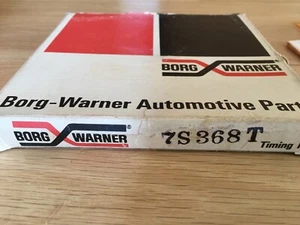 BORG WARNER®
Borg-Warner Automotive Part
BORG WARNER® 7S368T
Timing